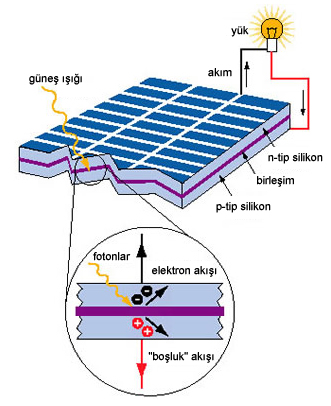 yük
güneş ışığı
akım
n-tip silikon
birleşim
p-tip silikon
fotonlar
elektron akışı
"boşluk" akışı